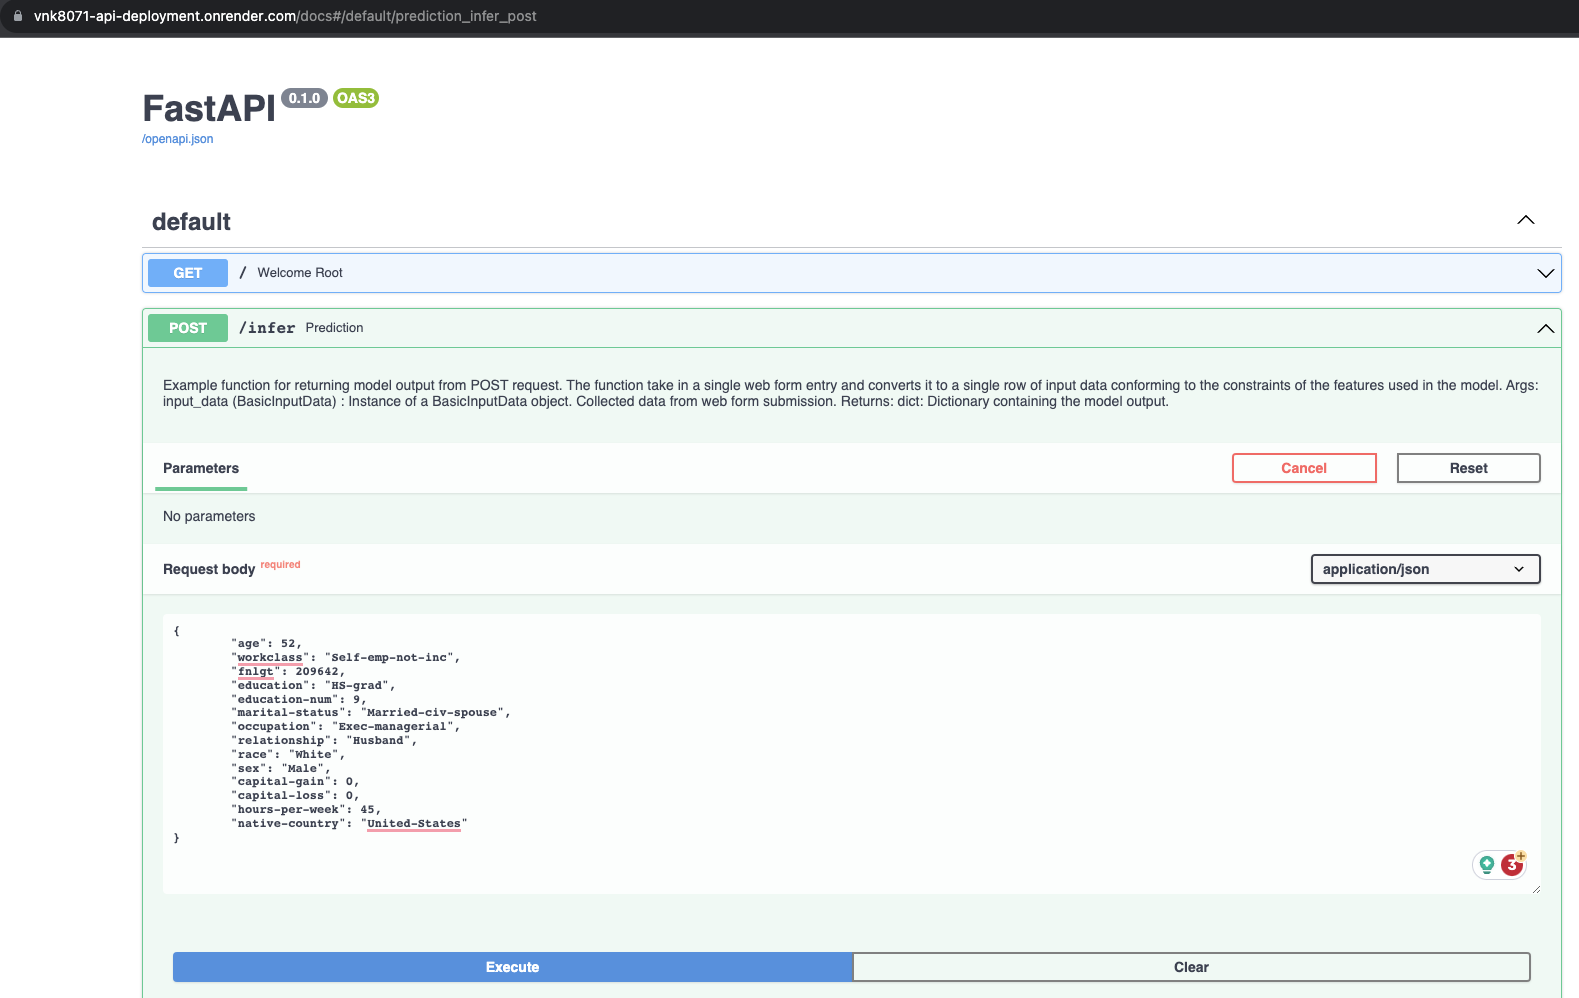 vnk8071-api-deployment.onrender.com/docs#/default/prediction_infer_post
FastAPI 0.1.0 OAS3
/openapi.json
default
GET / Welcome Root
POST /infer Prediction
Example function for returning model output from POST request. The function take in a single web form entry and converts it to a single row of input data conforming to the constraints of the features used in the model. Args:
input_data (BasicInputData) : Instance of a BasicInputData object. Collected data from web form submission. Returns: dict: Dictionary containing the model output.
Parameters Cancel Reset
No parameters
Request body required application/json
{
"age": 52,
"workclass": "Self-emp-not-inc",
"fnlgt": 209642,
"education": "HS-grad",
"education-num": 9,
"marital-status": "Married-civ-spouse",
"occupation": "Exec-managerial",
"relationship": "Husband",
"race": "White",
"sex": "Male",
"capital-gain": 0,
"capital-loss": 0,
"hours-per-week": 45,
"native-country": "United-States"
}
3+
Execute Clear